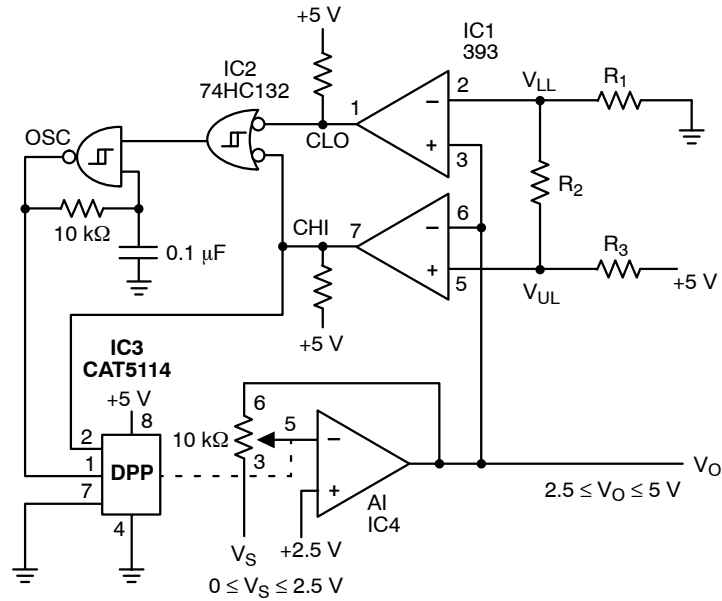 +5 V
IC1
393
IC2
74HC132
2
V_LL
R_1
−
1
OSC
CLO
+
3
R_2
10 kΩ
0.1 μF
CHI
7
6
−
R_3
+
5
V_UL
+5 V
+5 V
IC3
CAT5114
+5 V
8
2
1
7
DPP
4
6
10 kΩ
5
3
−
+
AI
IC4
V_O
2.5 ≤ V_O ≤ 5 V
V_S
+2.5 V
0 ≤ V_S ≤ 2.5 V